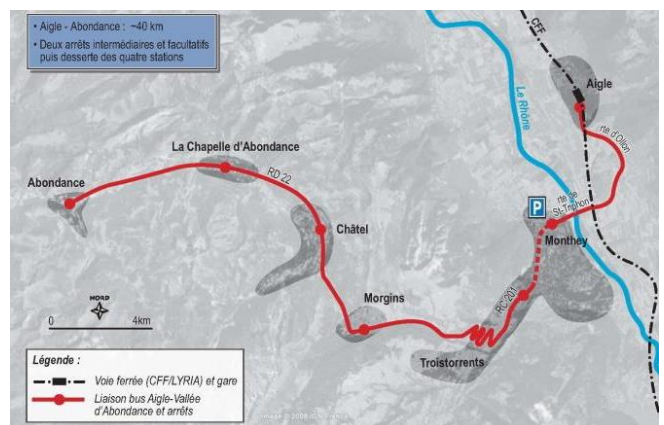 • Aigle - Abondance : ~40 km
• Deux arrêts intermédiaires et facultatifs
puis desserte des quatre stations
CFF
Aigle
Le Rhône
rte d'Ollon
La Chapelle d'Abondance
RD 22
Abondance
P
rte de
St-Triphon
Châtel
Monthey
RC 201
Morgins
Troistorrents
NORD
0 4km
Légende :
Voie ferrée (CFF/LYRIA) et gare
Liaison bus Aigle-Vallée
d'Abondance et arrêts